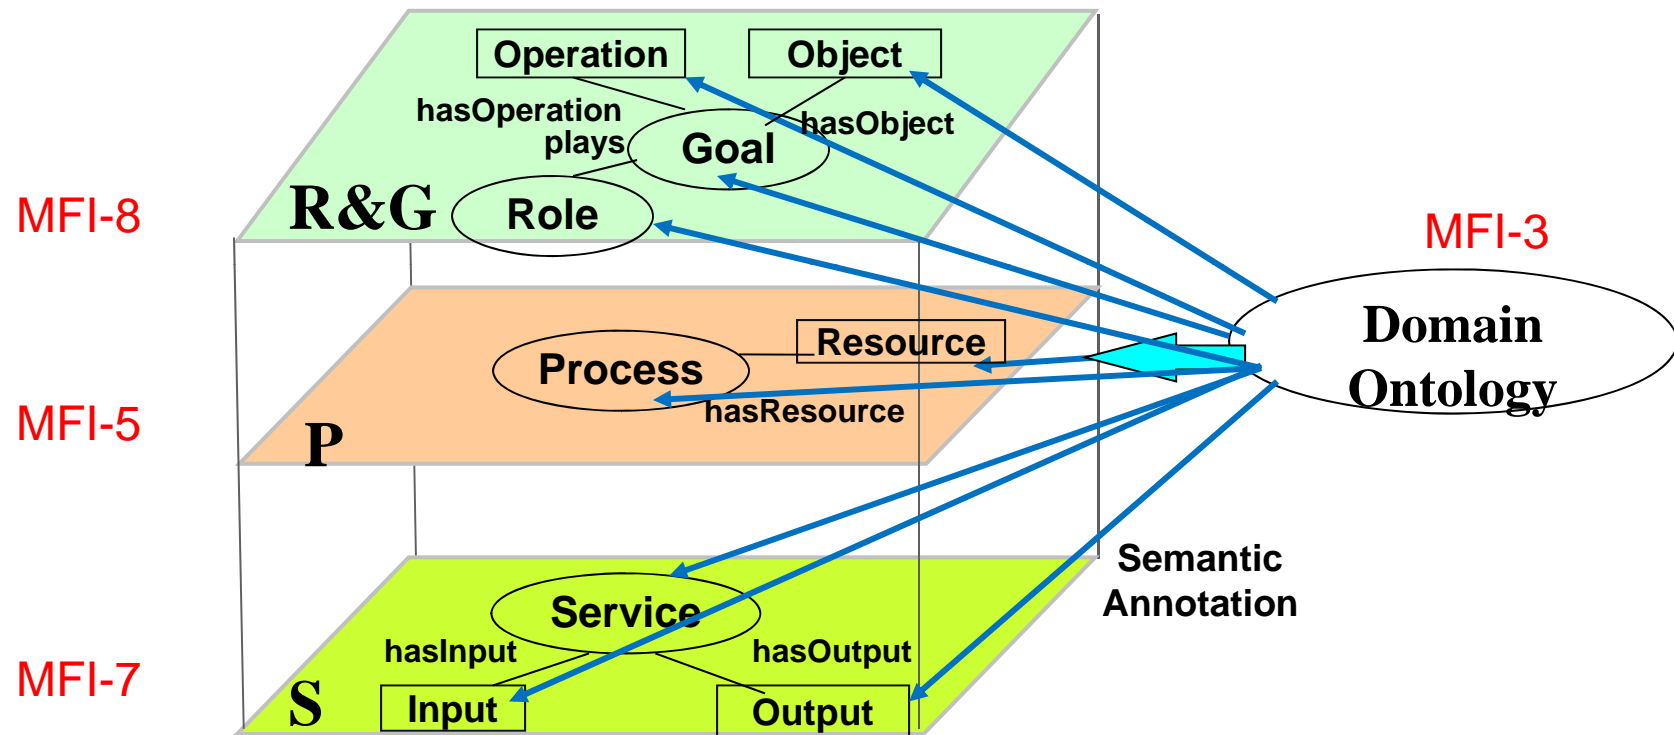 Operation
Object
hasOperation
hasObject
plays
Goal
R&G
Role
MFI-8
MFI-3
Domain
Ontology
Resource
Process
hasResource
MFI-5
P
Semantic
Annotation
Service
hasInput
hasOutput
MFI-7
S
Input
Output